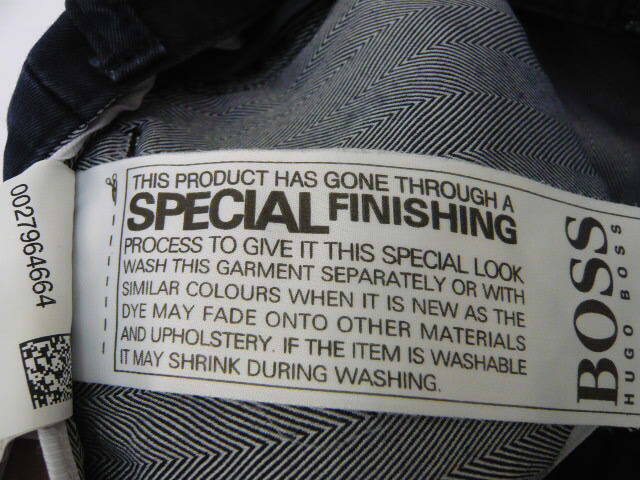 THIS PRODUCT HAS GONE THROUGH A
SPECIAL FINISHING
PROCESS TO GIVE IT THIS SPECIAL LOOK
WASH THIS GARMENT SEPARATELY OR WITH
SIMILAR COLOURS WHEN IT IS NEW AS THE
DYE MAY FADE ONTO OTHER MATERIALS
AND UPHOLSTERY. IF THE ITEM IS WASHABLE
IT MAY SHRINK DURING WASHING.
BOSS
HUGO BOSS
0027964664